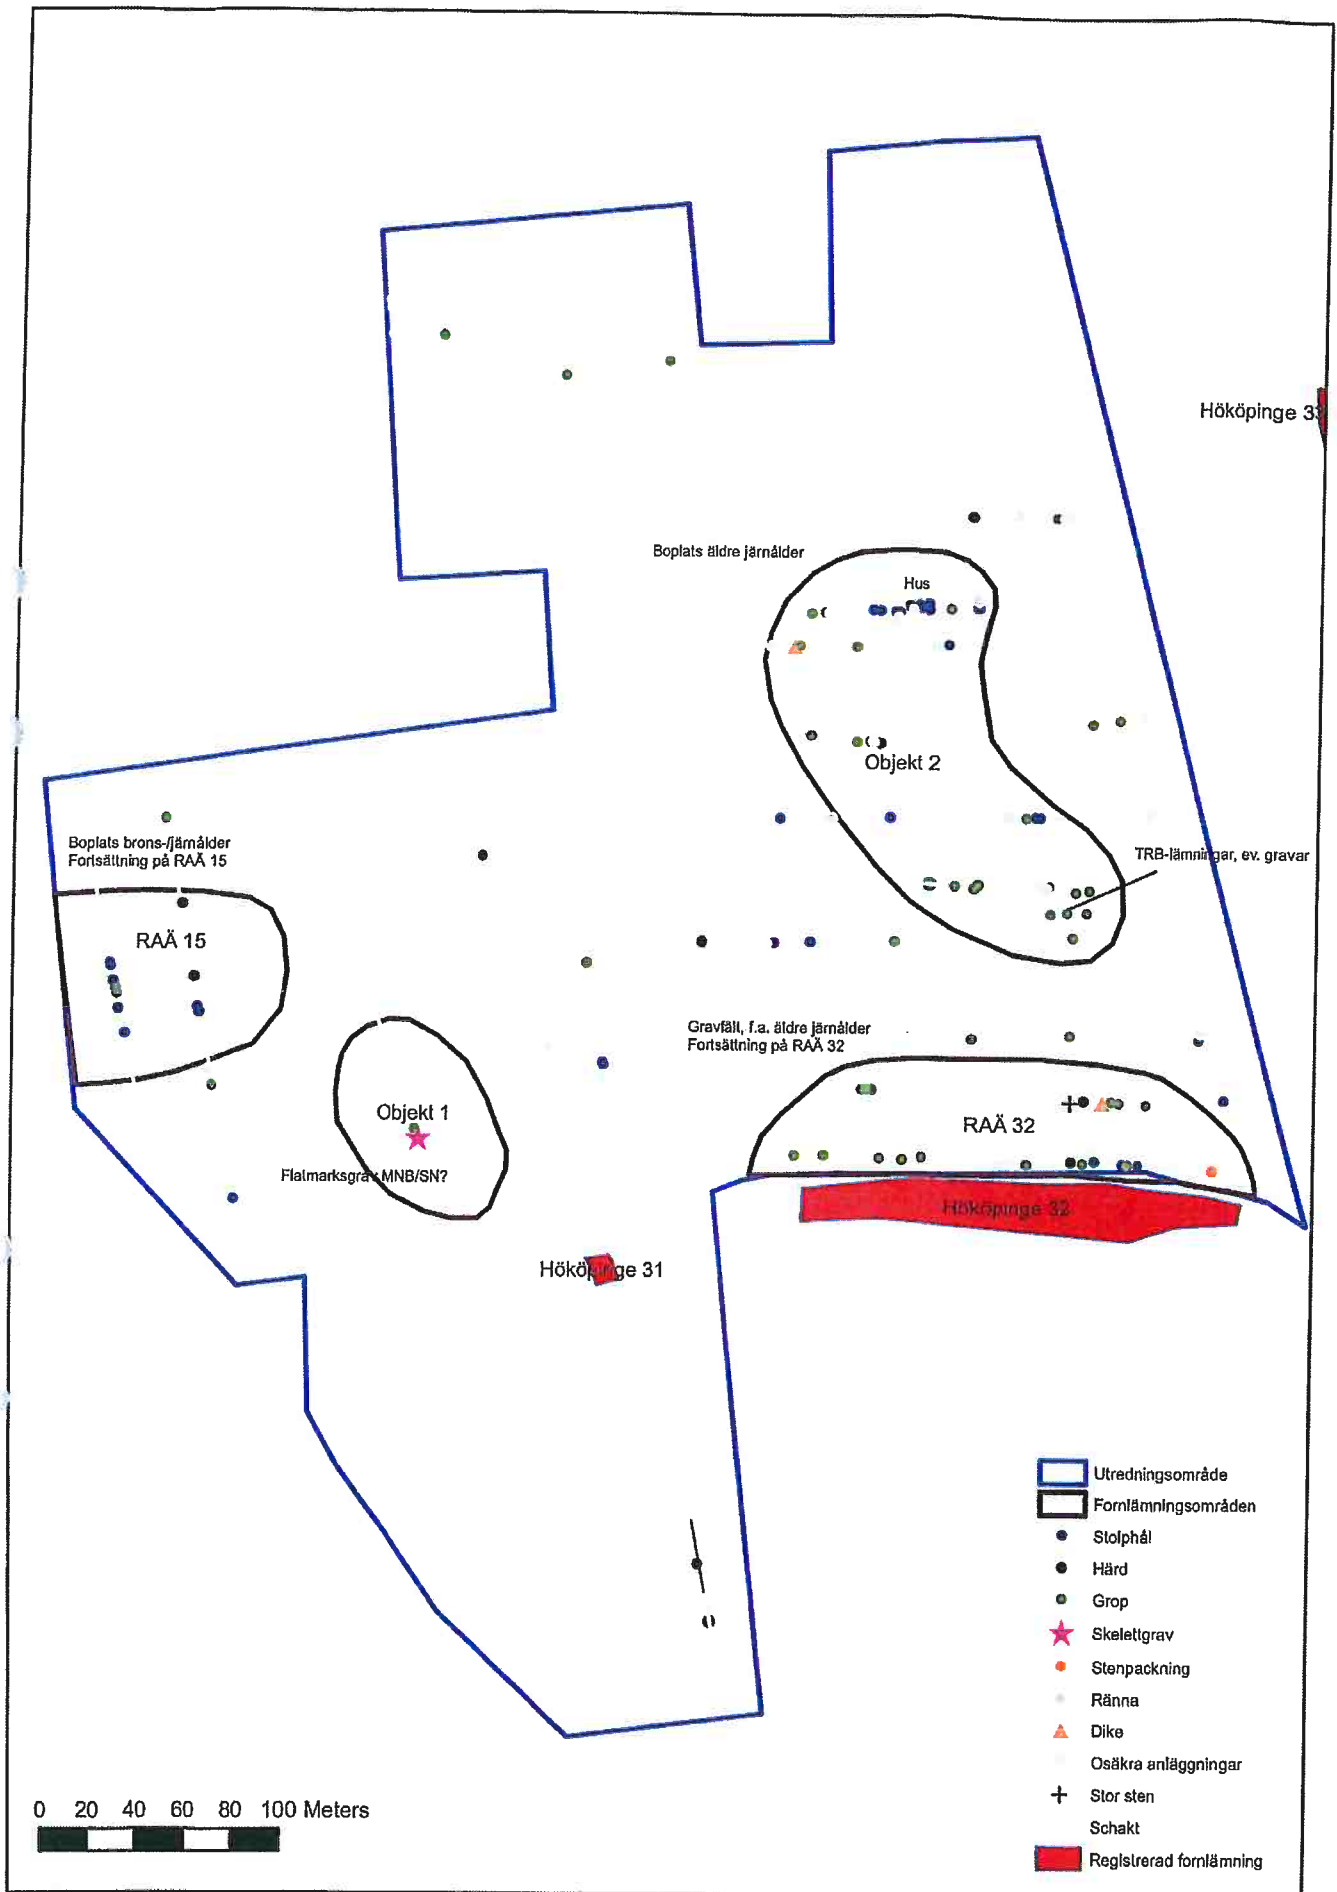 Hököpinge 33
Boplats äldre järnålder
Hus
Objekt 2
Boplats brons-/järnålder
Fortsättning på RAÄ 15
TRB-lämningar, ev. gravar
RAÄ 15
Gravfält, f.a. äldre järnålder
Fortsättning på RAÄ 32
Objekt 1
RAÄ 32
Flatmarksgrav MNB/SN?
Hököpinge 32
Hököpinge 31
Utredningsområde
Fornlämningsområden
Stolphål
Härd
Grop
Skelettgrav
Stenpackning
Ränna
Dike
Osäkra anläggningar
Stor sten
Schakt
Registrerad fornlämning
0 20 40 60 80 100 Meters